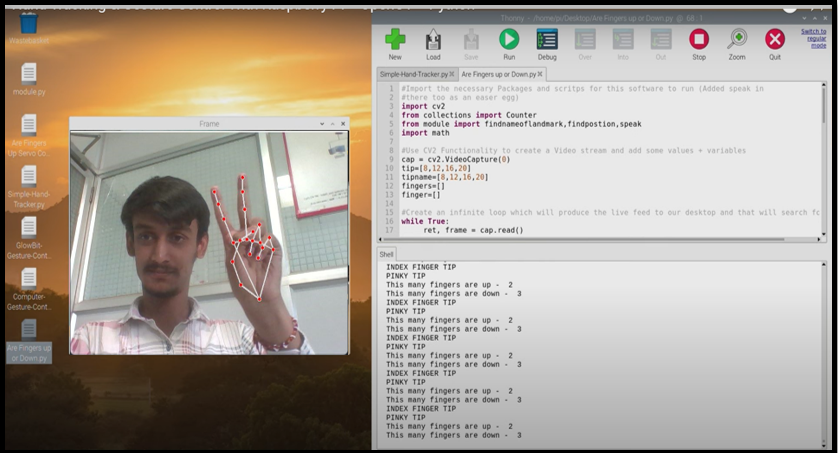 Thonny - /home/pi/Desktop/Are Fingers up or Down.py @ 68 : 1
module.py
Are Fingers
Up Servo Co...
Simple-Hand-
Tracker.py
GlowBit-
Gesture-Cont...
Computer-
Gesture-Cont...
Are-Fingers up
or Down.py
Frame
New
Load
Save
Run
Debug
Over
Into
Out
Stop
Zoom
Quit
Switch to
regular
mode
Simple-Hand-Tracker.py
Are Fingers up or Down.py
1 #Import the necessary Packages and scritps for this software to run (Added speak in
2 #there too as an easer egg)
3 import cv2
4 from collections import Counter
5 from module import findnameoflandmark,findpostion,speak
6 import math
7
8 #Use CV2 Functionality to create a Video stream and add some values + variables
9 cap = cv2.VideoCapture(0)
10 tip=[8,12,16,20]
11 tipname=[8,12,16,20]
12 fingers=[]
13 finger=[]
14
15 #Create an infinite loop which will produce the live feed to our desktop and that will search fo
16 while True:
17 ret, frame = cap.read()
Shell
INDEX FINGER TIP
PINKY TIP
This many fingers are up - 2
This many fingers are down - 3
INDEX FINGER TIP
PINKY TIP
This many fingers are up - 2
This many fingers are down - 3
INDEX FINGER TIP
PINKY TIP
This many fingers are up - 2
This many fingers are down - 3
INDEX FINGER TIP
PINKY TIP
This many fingers are up - 2
This many fingers are down - 3
INDEX FINGER TIP
PINKY TIP
This many fingers are up - 2
This many fingers are down - 3